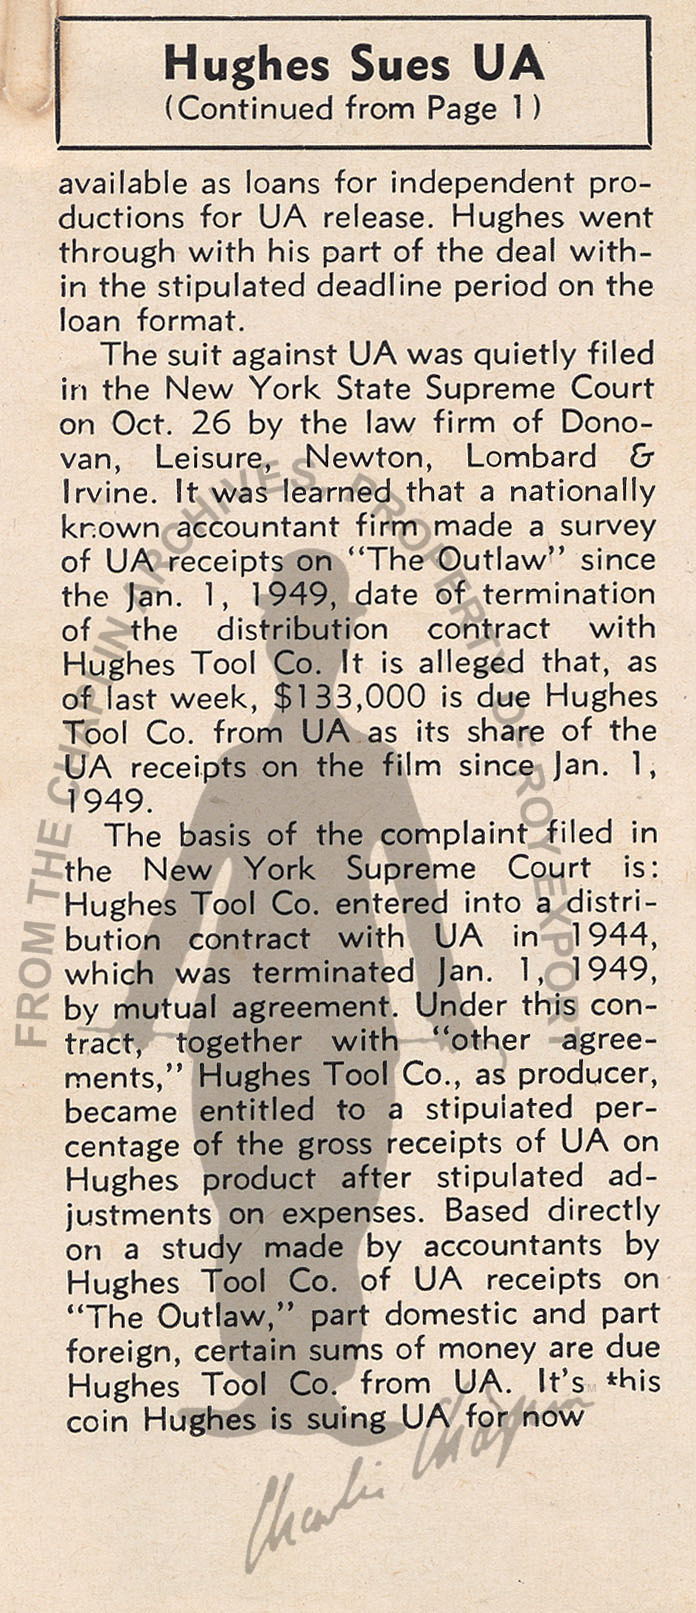 Hughes Sues UA
(Continued from Page 1)
available as loans for independent pro-
ductions for UA release. Hughes went
through with his part of the deal with-
in the stipulated deadline period on the
loan format.
The suit against UA was quietly filed
in the New York State Supreme Court
on Oct. 26 by the law firm of Dono-
van, Leisure, Newton, Lombard &
Irvine. It was learned that a nationally
known accountant firm made a survey
of UA receipts on "The Outlaw" since
the Jan. 1, 1949, date of termination
of the distribution contract with
Hughes Tool Co. It is alleged that, as
of last week, $133,000 is due Hughes
Tool Co. from UA as its share of the
UA receipts on the film since Jan. 1,
1949.
The basis of the complaint filed in
the New York Supreme Court is:
Hughes Tool Co. entered into a distri-
bution contract with UA in 1944,
which was terminated Jan. 1, 1949,
by mutual agreement. Under this con-
tract, together with "other agree-
ments," Hughes Tool Co., as producer,
became entitled to a stipulated per-
centage of the gross receipts of UA on
Hughes product after stipulated ad-
justments on expenses. Based directly
on a study made by accountants by
Hughes Tool Co. of UA receipts on
"The Outlaw," part domestic and part
foreign, certain sums of money are due
Hughes Tool Co. from UA. It's this
coin Hughes is suing UA for now
FROM THE CHAPLIN ARCHIVES, PROPERTY OF ROY EXPORT
Charlie Chaplin
TM